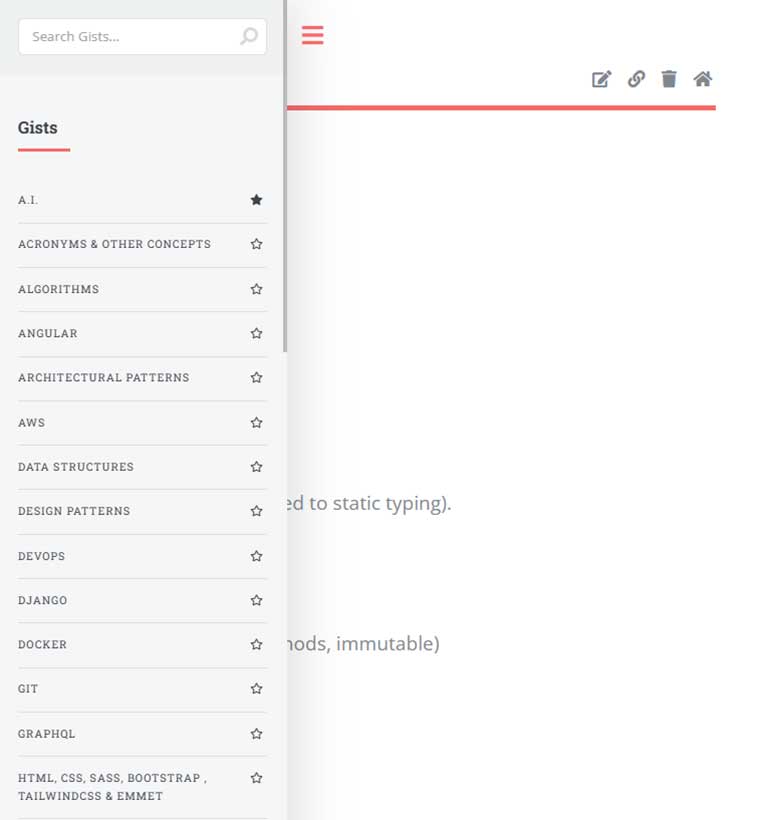 Search Gists...
Gists
A.I.
ACRONYMS & OTHER CONCEPTS
ALGORITHMS
ANGULAR
ARCHITECTURAL PATTERNS
AWS
DATA STRUCTURES
ed to static typing).
DESIGN PATTERNS
DEVOPS
DJANGO
DOCKER
nods, immutable)
GIT
GRAPHQL
HTML, CSS, SASS, BOOTSTRAP ,
TAILWINDCSS & EMMET